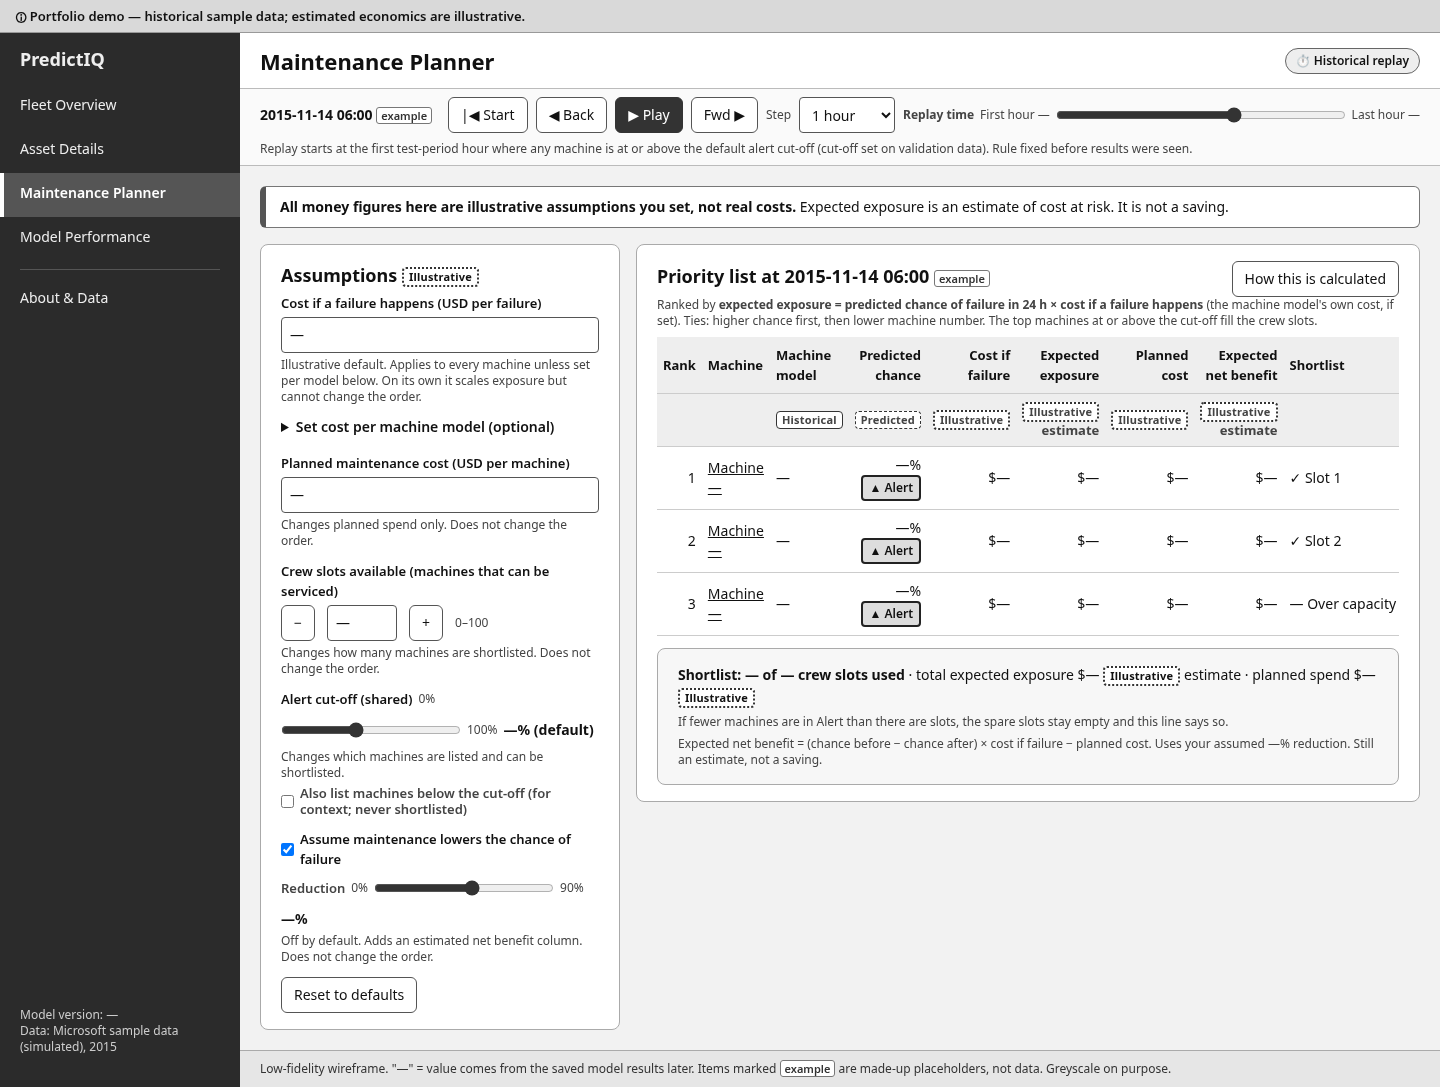 ⓘ Portfolio demo — historical sample data; estimated economics are illustrative.
PredictIQ
Fleet Overview
Asset Details
Maintenance Planner
Model Performance
About & Data
Model version: —
Data: Microsoft sample data
(simulated), 2015
Maintenance Planner
⏱ Historical replay
2015-11-14 06:00 example |◀ Start ◀ Back ▶ Play Fwd ▶ Step 1 hour Replay time First hour — Last hour —
Replay starts at the first test-period hour where any machine is at or above the default alert cut-off (cut-off set on validation data). Rule fixed before results were seen.
All money figures here are illustrative assumptions you set, not real costs. Expected exposure is an estimate of cost at risk. It is not a saving.
Assumptions Illustrative
Cost if a failure happens (USD per failure)
—
Illustrative default. Applies to every machine unless set
per model below. On its own it scales exposure but
cannot change the order.
▶ Set cost per machine model (optional)
Planned maintenance cost (USD per machine)
—
Changes planned spend only. Does not change the
order.
Crew slots available (machines that can be
serviced)
− — + 0–100
Changes how many machines are shortlisted. Does not
change the order.
Alert cut-off (shared) 0%
100% —% (default)
Changes which machines are listed and can be
shortlisted.
Also list machines below the cut-off (for
context; never shortlisted)
Assume maintenance lowers the chance of
failure
Reduction 0% 90%
—%
Off by default. Adds an estimated net benefit column.
Does not change the order.
Reset to defaults
Priority list at 2015-11-14 06:00 example
How this is calculated
Ranked by expected exposure = predicted chance of failure in 24 h × cost if a failure happens (the machine model's own cost, if
set). Ties: higher chance first, then lower machine number. The top machines at or above the cut-off fill the crew slots.
Rank Machine Machine model Predicted chance Cost if failure Expected exposure Planned cost Expected net benefit Shortlist
Historical Predicted Illustrative Illustrative estimate Illustrative Illustrative estimate
1 Machine — — —% ▲ Alert $— $— $— $— ✓ Slot 1
2 Machine — — —% ▲ Alert $— $— $— $— ✓ Slot 2
3 Machine — — —% ▲ Alert $— $— $— $— — Over capacity
Shortlist: — of — crew slots used · total expected exposure $— Illustrative estimate · planned spend $—
Illustrative
If fewer machines are in Alert than there are slots, the spare slots stay empty and this line says so.
Expected net benefit = (chance before − chance after) × cost if failure − planned cost. Uses your assumed —% reduction. Still
an estimate, not a saving.
Low-fidelity wireframe. "—" = value comes from the saved model results later. Items marked example are made-up placeholders, not data. Greyscale on purpose.